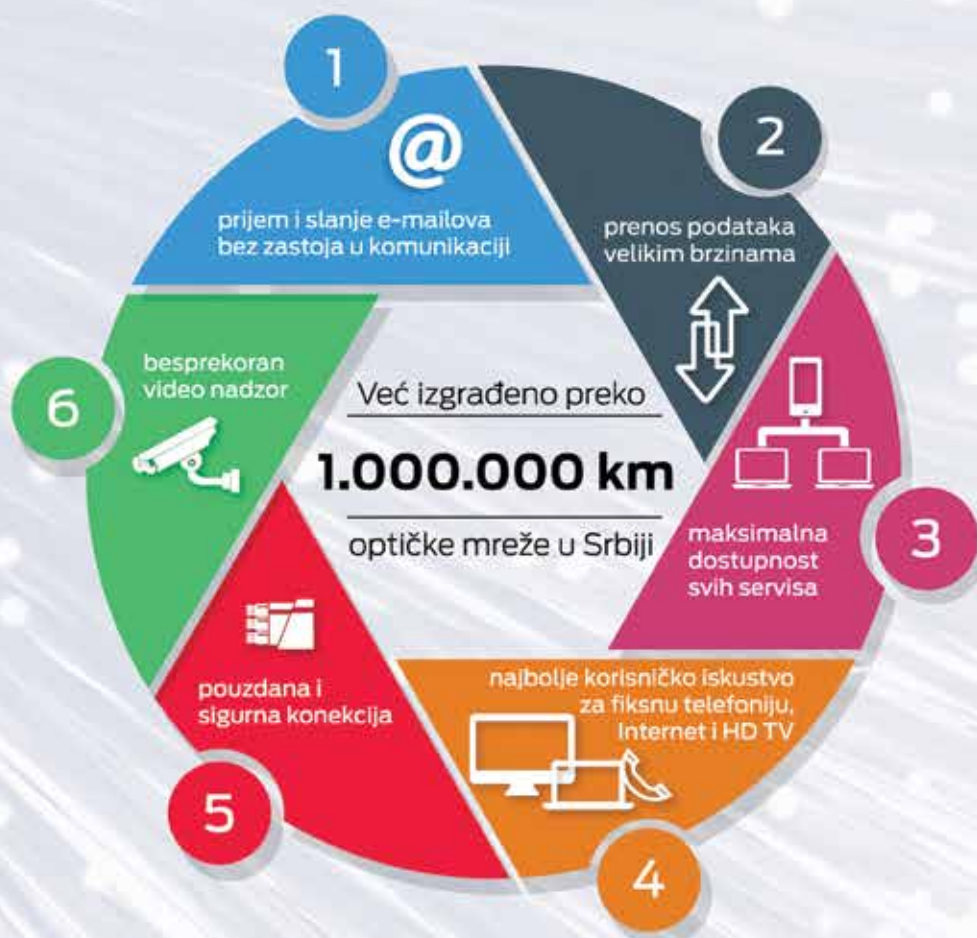 1
@
prijem i slanje e-mailova
bez zastoja u komunikaciji
2
prenos podataka
velikim brzinama
3
maksimalna
dostupnost
svih servisa
najbolje korisničko iskustvo
za fiksnu telefoniju,
Internet i HD TV
4
pouzdana i
sigurna konekcija
5
6
besprekoran
video nadzor
Već izgrađeno preko
1.000.000 km
optičke mreže u Srbiji